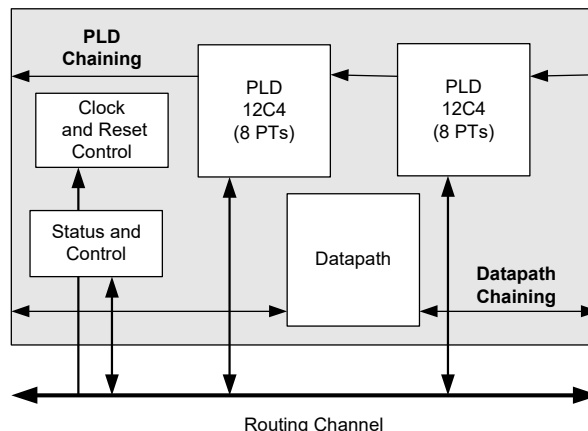 PLD
Chaining
PLD
12C4
(8 PTs)
PLD
12C4
(8 PTs)
Clock
and Reset
Control
Status and
Control
Datapath
Datapath
Chaining
Routing Channel